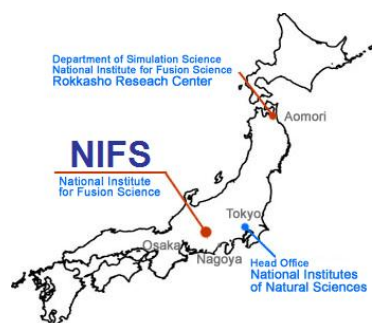 Department of Simulation Science
National Institute for Fusion Science
Rokkasho Reseach Center
Aomori
NIFS
National Institute
for Fusion Science
Tokyo
Osaka
Nagoya
Head Office
National Institutes
of Natural Sciences